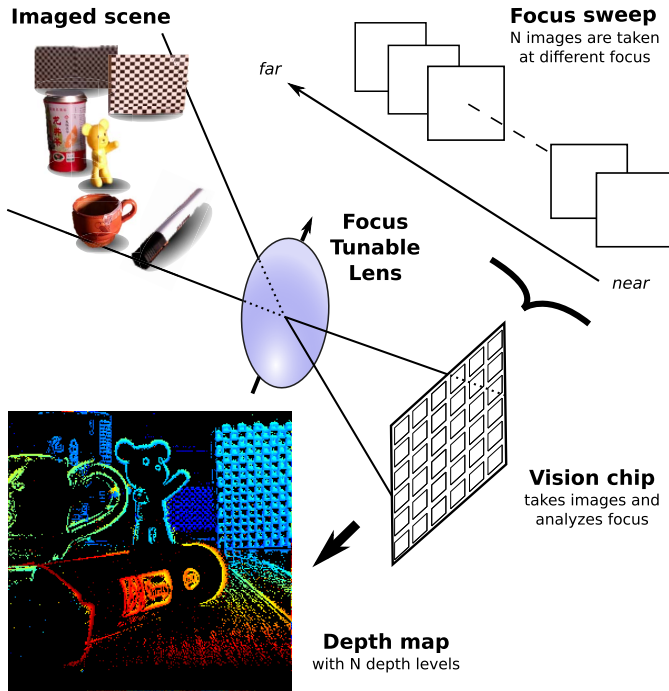 Imaged scene
Focus sweep
N images are taken
at different focus
far
near
Focus
Tunable
Lens
Vision chip
takes images and
analyzes focus
Depth map
with N depth levels